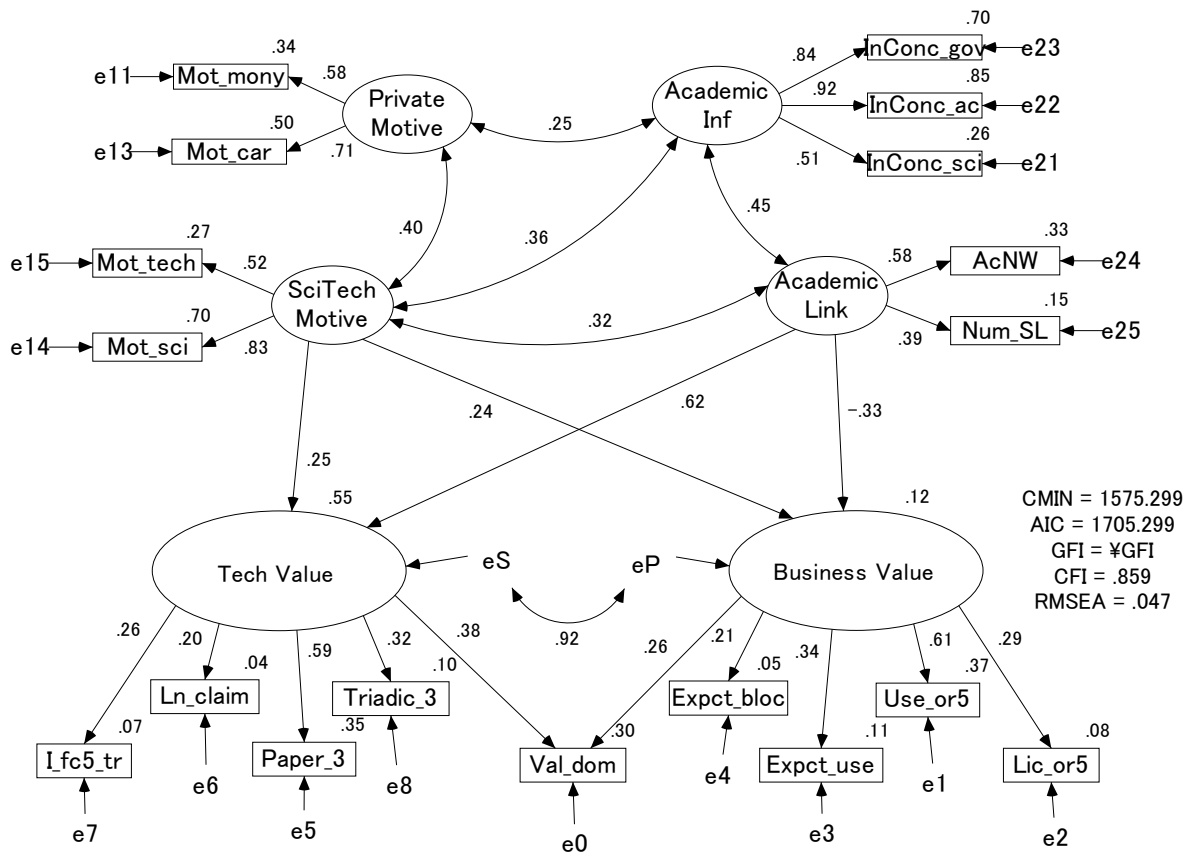 .34
.70
e11
Mot_mony
.58
.84
InConc_gov
e23
Private
Motive
Academic
Inf
.85
.92
InConc_ac
e22
.50
.25
.26
e13
Mot_car
.71
.51
InConc_sci
e21
.45
.40
.36
.27
.33
e15
Mot_tech
.52
.58
AcNW
e24
SciTech
Motive
Academic
Link
.70
.15
.32
e14
Mot_sci
.83
.39
Num_SL
e25
.24
.62
-.33
.25
.55
.12
CMIN = 1575.299
AIC = 1705.299
GFI = ¥GFI
CFI = .859
RMSEA = .047
eS
eP
Tech Value
Business Value
.92
.26
.20
.59
.32
.38
.26
.21
.34
.61
.29
.04
.10
.05
.37
Ln_claim
Triadic_3
Expct_bloc
Use_or5
.07
.35
.30
.11
.08
I_fc5_tr
Paper_3
Val_dom
Expct_use
Lic_or5
e6
e8
e4
e1
e7
e5
e0
e3
e2